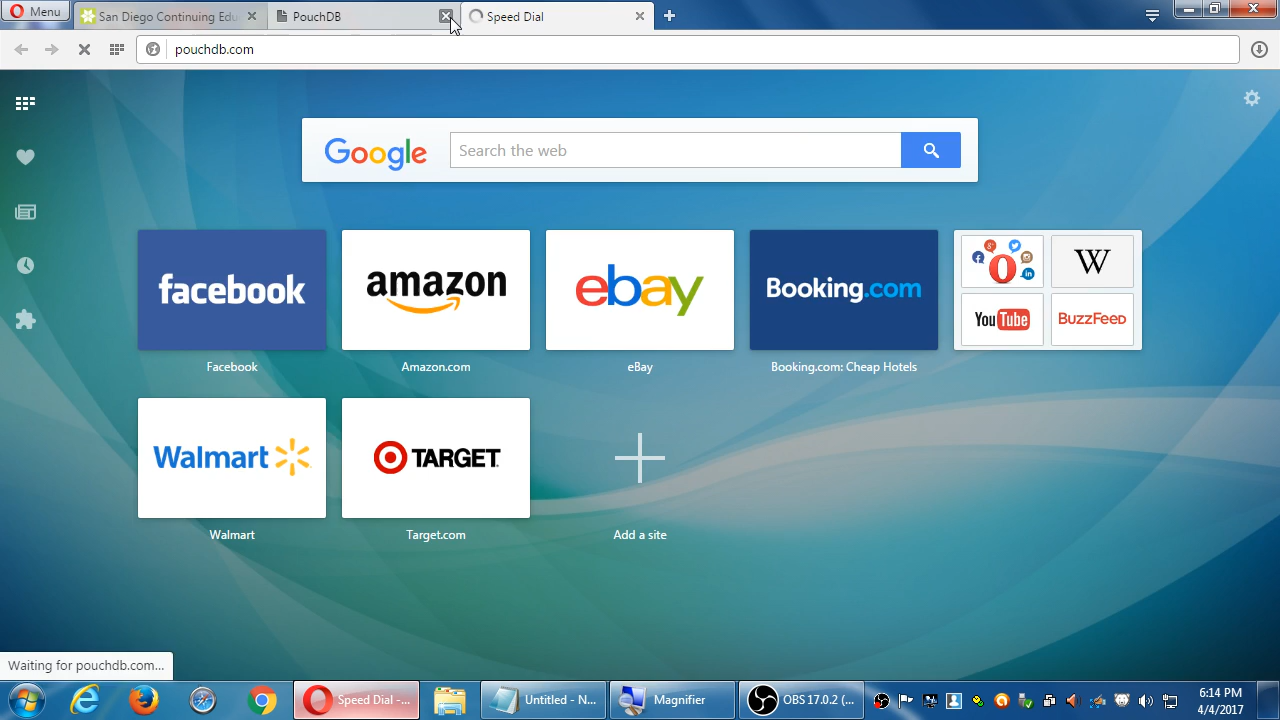 Menu
San Diego Continuing Edu
PouchDB
Speed Dial
pouchdb.com
Google
Search the web
facebook
amazon
ebay
Booking.com
W
YouTube
BuzzFeed
Facebook
Amazon.com
eBay
Booking.com: Cheap Hotels
Walmart
TARGET
Walmart
Target.com
Add a site
Waiting for pouchdb.com...
Speed Dial -...
Untitled - N...
Magnifier
OBS 17.0.2 (...
6:14 PM
4/4/2017